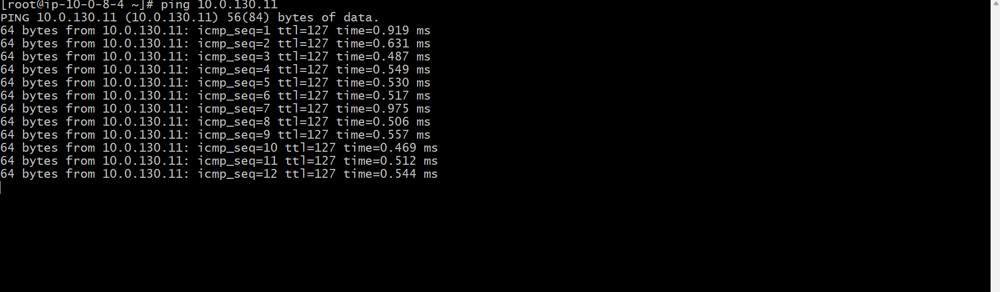 [root@ip-10-0-8-4 ~]# ping 10.0.130.11
PING 10.0.130.11 (10.0.130.11) 56(84) bytes of data.
64 bytes from 10.0.130.11: icmp_seq=1 ttl=127 time=0.919 ms
64 bytes from 10.0.130.11: icmp_seq=2 ttl=127 time=0.631 ms
64 bytes from 10.0.130.11: icmp_seq=3 ttl=127 time=0.487 ms
64 bytes from 10.0.130.11: icmp_seq=4 ttl=127 time=0.549 ms
64 bytes from 10.0.130.11: icmp_seq=5 ttl=127 time=0.530 ms
64 bytes from 10.0.130.11: icmp_seq=6 ttl=127 time=0.517 ms
64 bytes from 10.0.130.11: icmp_seq=7 ttl=127 time=0.975 ms
64 bytes from 10.0.130.11: icmp_seq=8 ttl=127 time=0.506 ms
64 bytes from 10.0.130.11: icmp_seq=9 ttl=127 time=0.557 ms
64 bytes from 10.0.130.11: icmp_seq=10 ttl=127 time=0.469 ms
64 bytes from 10.0.130.11: icmp_seq=11 ttl=127 time=0.512 ms
64 bytes from 10.0.130.11: icmp_seq=12 ttl=127 time=0.544 ms